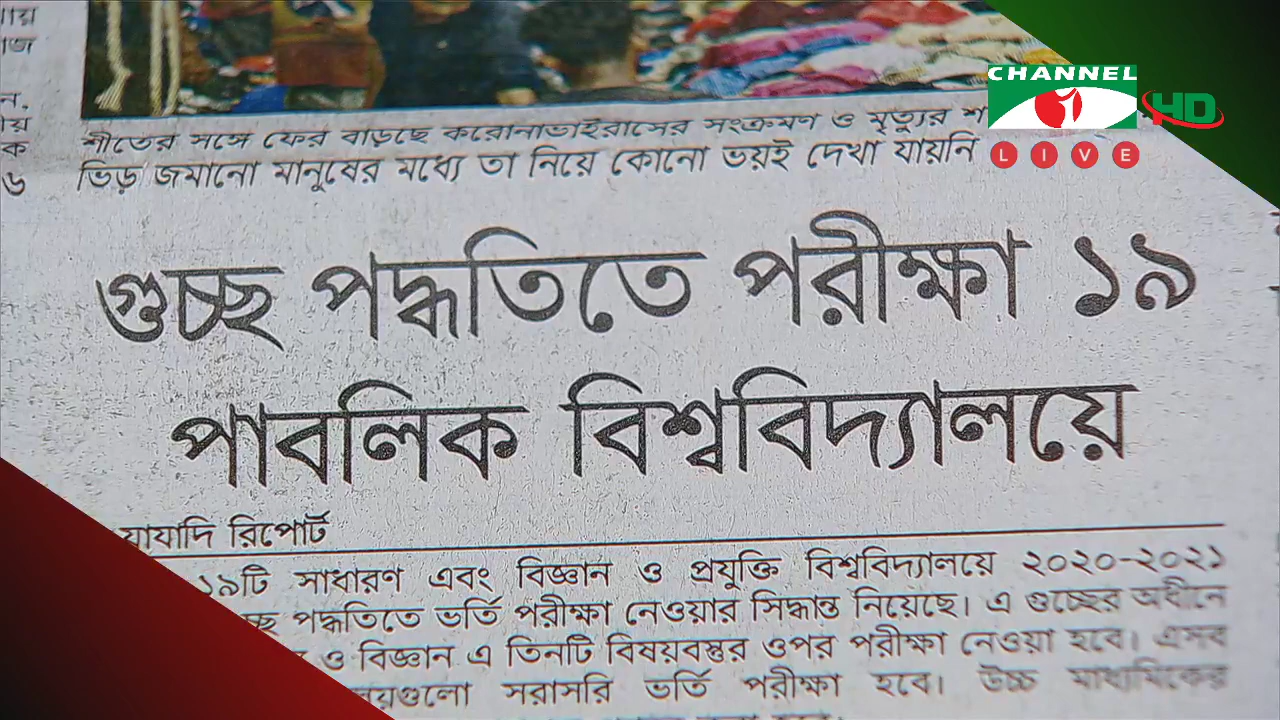 CHANNEL i HD
LIVE
শীতের সঙ্গে ফের বাড়ছে করোনাভাইরাসের সংক্রমণ ও মৃত্যুর
ভিড় জমানো মানুষের মধ্যে তা নিয়ে কোনো ভয়ই দেখা যায়নি
গুচ্ছ পদ্ধতিতে পরীক্ষা ১৯
পাবলিক বিশ্ববিদ্যালয়ে
যাযাদি রিপোর্ট
১৯টি সাধারণ এবং বিজ্ঞান ও প্রযুক্তি বিশ্ববিদ্যালয়ে ২০২০-২০২১
পদ্ধতিতে ভর্তি পরীক্ষা নেওয়ার সিদ্ধান্ত নিয়েছে। এ গুচ্ছের অধীনে
ও বিজ্ঞান এ তিনটি বিষয়বস্তুর ওপর পরীক্ষা নেওয়া হবে। এসব
সরাসরি ভর্তি পরীক্ষা হবে। উচ্চ মাধ্যমিকের